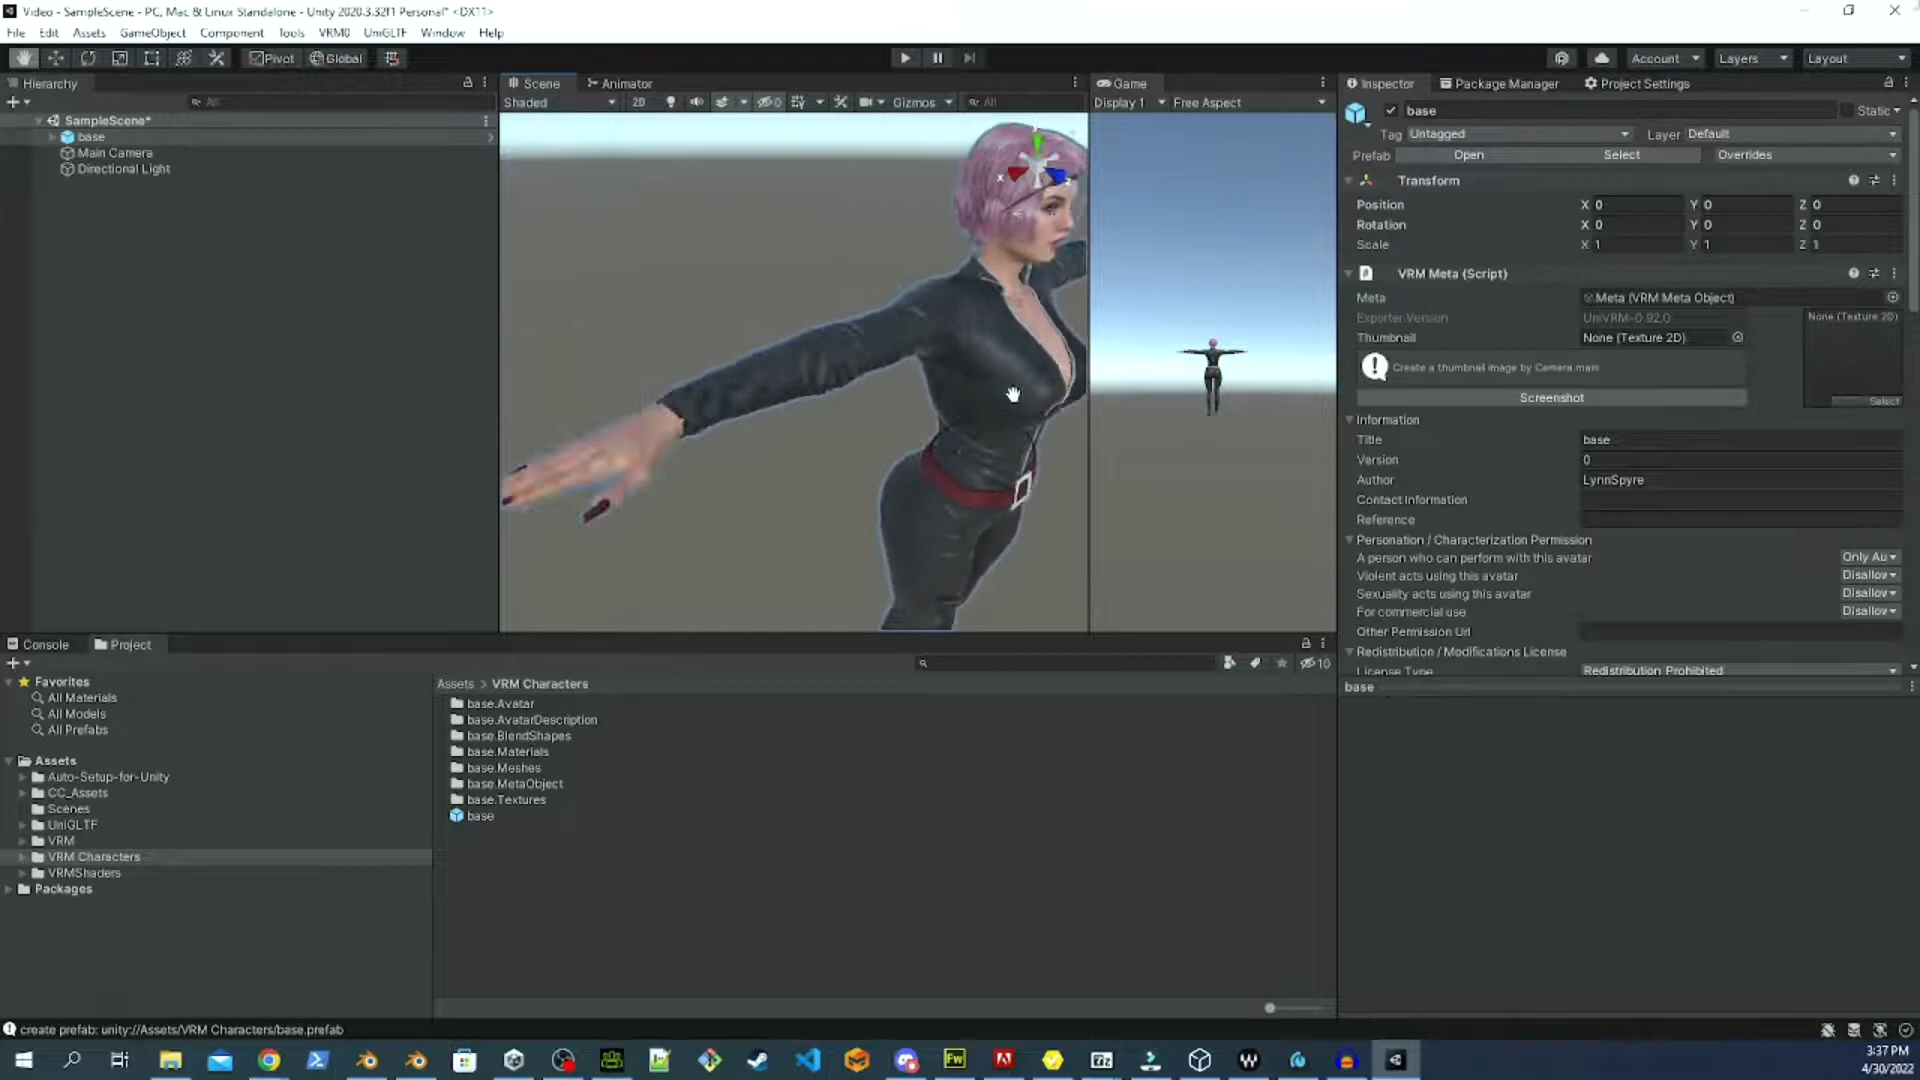 Video - SampleScene - PC, Mac & Linux Standalone - Unity 2020.3.32f1 Personal* <DX11>
File Edit Assets GameObject Component Tools VRM0 UniGLTF Window Help
Pivot Global Account Layers Layout
Hierarchy
All
SampleScene*
base
Main Camera
Directional Light
Scene Animator
Shaded 2D 0 Gizmos All
Game
Display 1 Free Aspect
x z
Inspector Package Manager Project Settings
base Static
Tag Untagged Layer Default
Prefab Open Select Overrides
Transform
Position X 0 Y 0 Z 0
Rotation X 0 Y 0 Z 0
Scale X 1 Y 1 Z 1
VRM Meta (Script)
Meta Meta (VRM Meta Object)
Exporter Version UniVRM-0.92.0
Thumbnail None (Texture 2D)
None (Texture 2D)
Select
Create a thumbnail image by Camera.main
Screenshot
Information
Title base
Version 0
Author LynnSpyre
Contact Information
Reference
Personation / Characterization Permission
A person who can perform with this avatar Only Au
Violent acts using this avatar Disallov
Sexuality acts using this avatar Disallov
For commercial use Disallov
Other Permission Url
Redistribution / Modifications License
License Type Redistribution Prohibited
base
Console Project
10
Favorites
All Materials
All Models
All Prefabs
Assets
Auto-Setup-for-Unity
CC_Assets
Scenes
UniGLTF
VRM
VRM Characters
VRMShaders
Packages
Assets > VRM Characters
base.Avatar
base.AvatarDescription
base.BlendShapes
base.Materials
base.Meshes
base.MetaObject
base.Textures
base
create prefab: unity://Assets/VRM Characters/base.prefab
Fw
7z
3:37 PM
4/30/2022